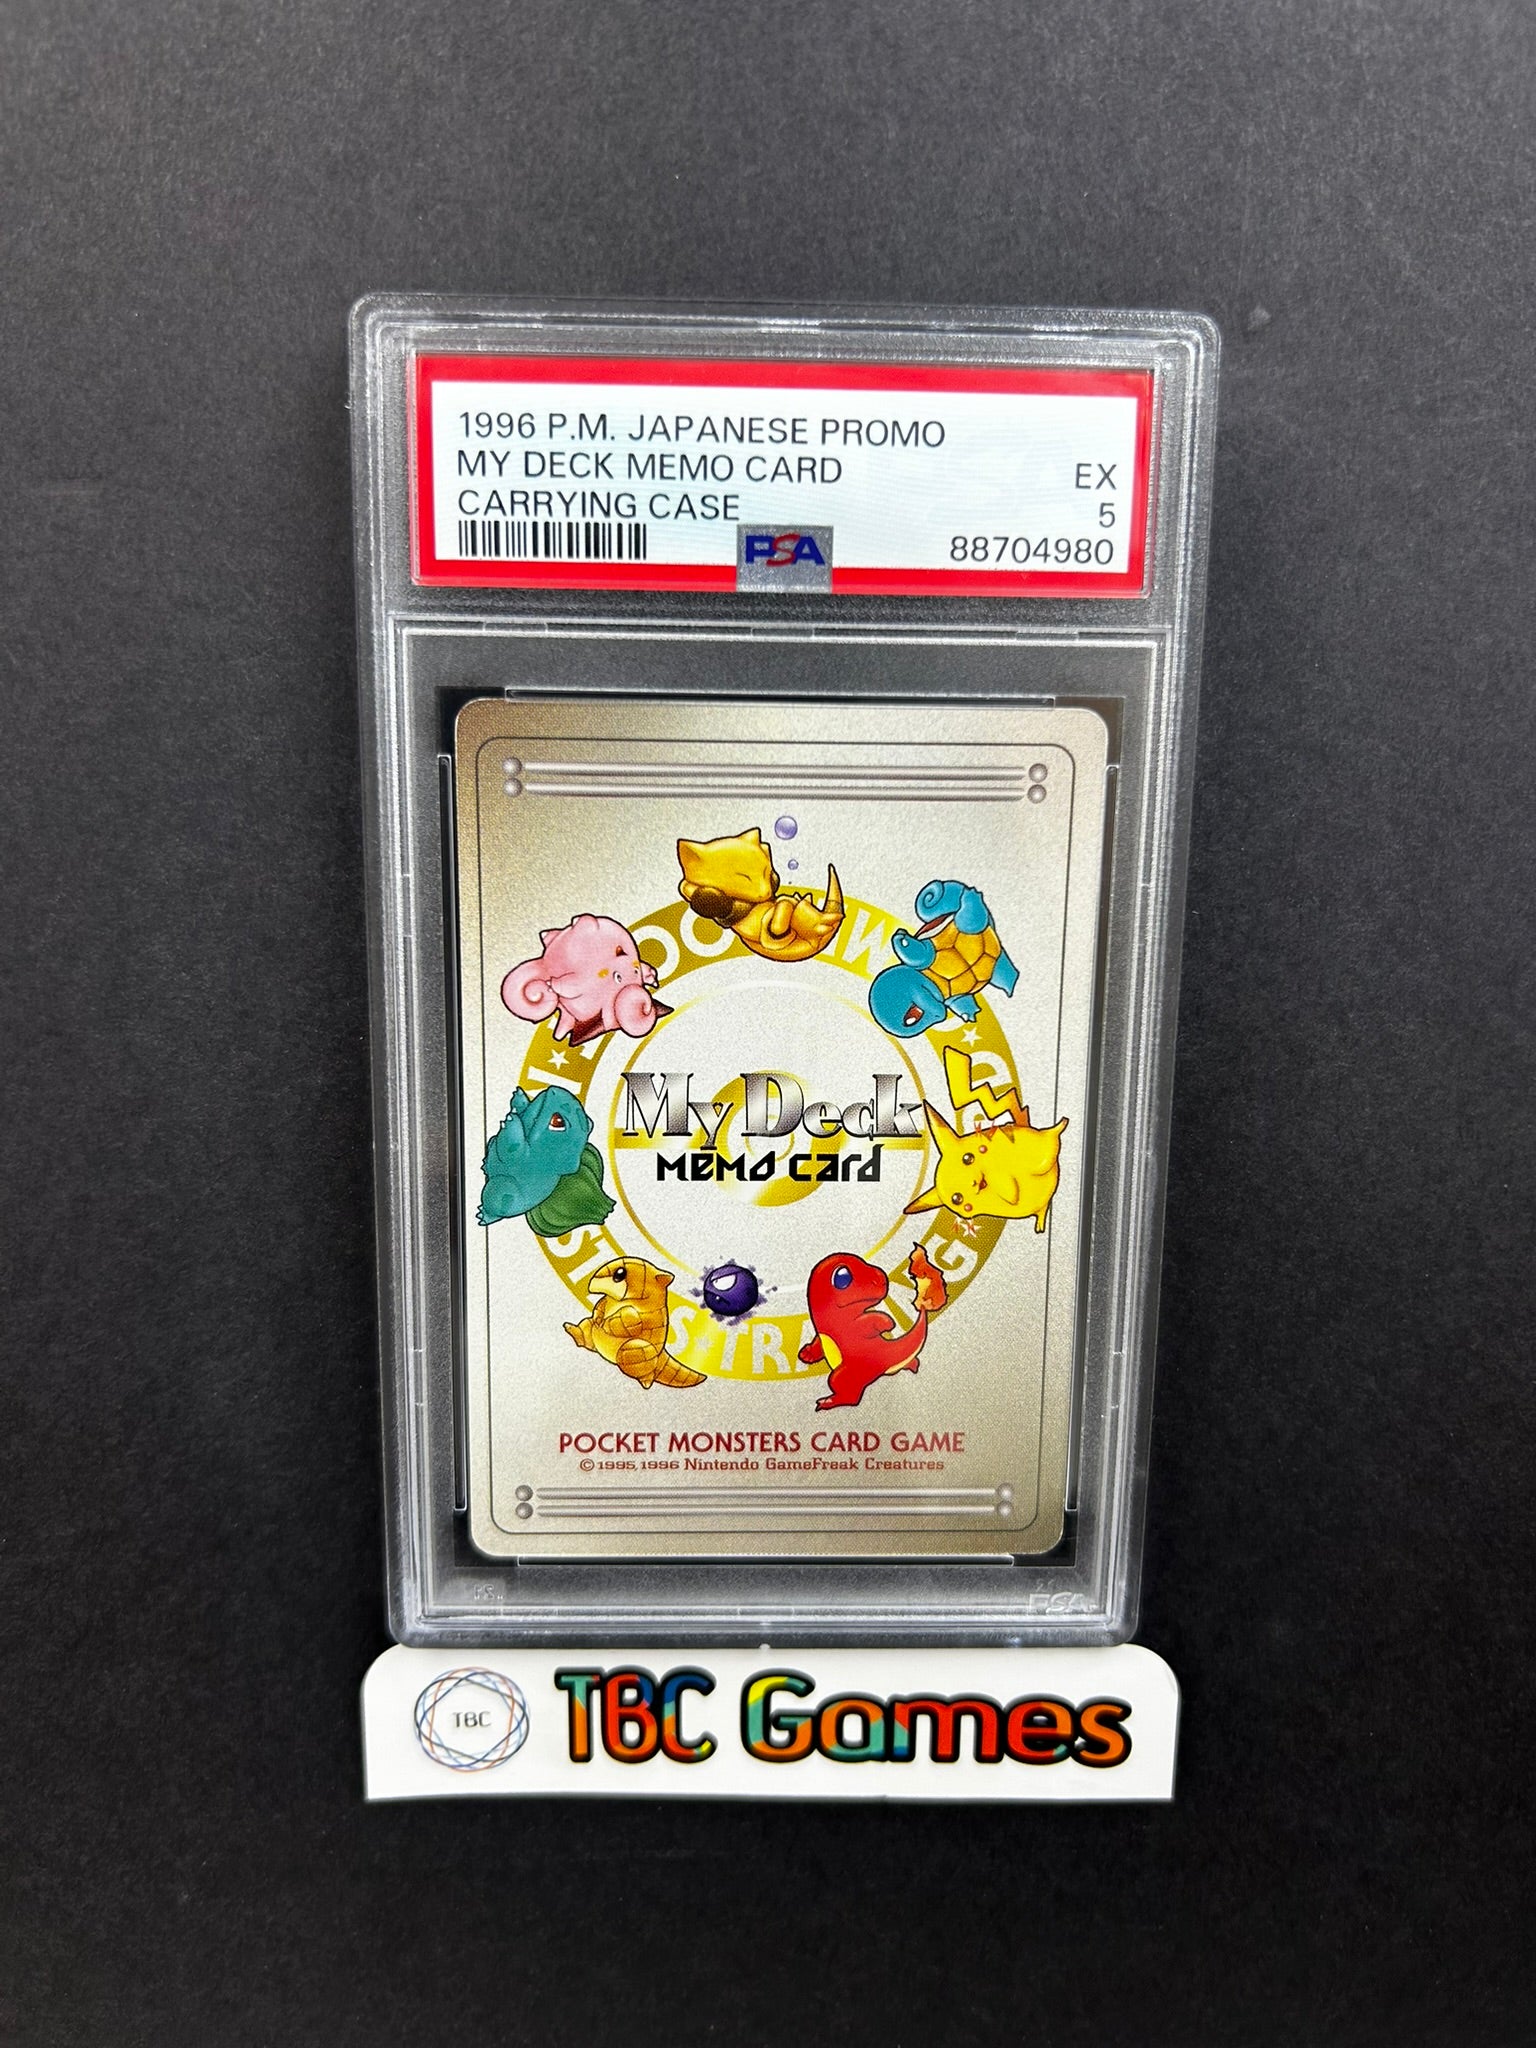 1996 P.M. JAPANESE PROMO
MY DECK MEMO CARD EX
CARRYING CASE 5
PSA 88704980
My Deck
MEMO CARD
POCKET MONSTERS CARD GAME
©1995, 1996 Nintendo GameFreak Creatures
PSA
TBC TBC Games